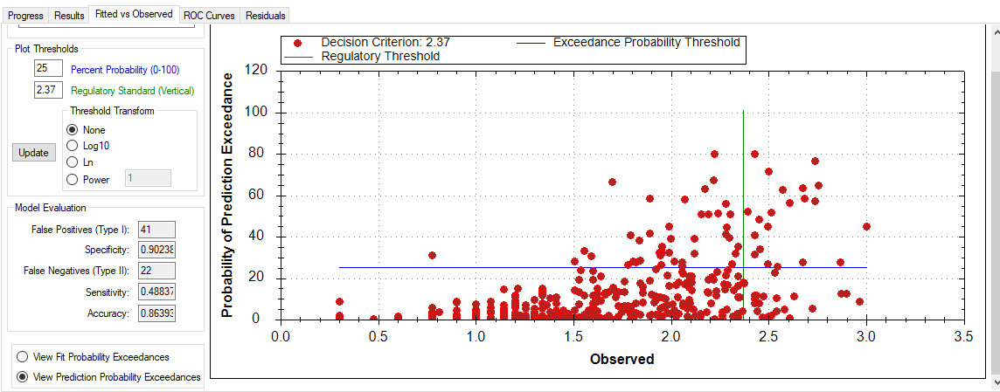 Progress Results Fitted vs Observed ROC Curves Residuals
Plot Thresholds
25 Percent Probability (0-100)
2.37 Regulatory Standard (Vertical)
Threshold Transform
None
Log10
Ln
Power 1
Update
Model Evaluation
False Positives (Type I): 41
Specificity: 0.90238
False Negatives (Type II): 22
Sensitivity: 0.48837
Accuracy: 0.86393
View Fit Probability Exceedances
View Prediction Probability Exceedances
Decision Criterion: 2.37 Exceedance Probability Threshold
Regulatory Threshold
Probability of Prediction Exceedance
120
100
80
60
40
20
0
0.0 0.5 1.0 1.5 2.0 2.5 3.0 3.5
Observed